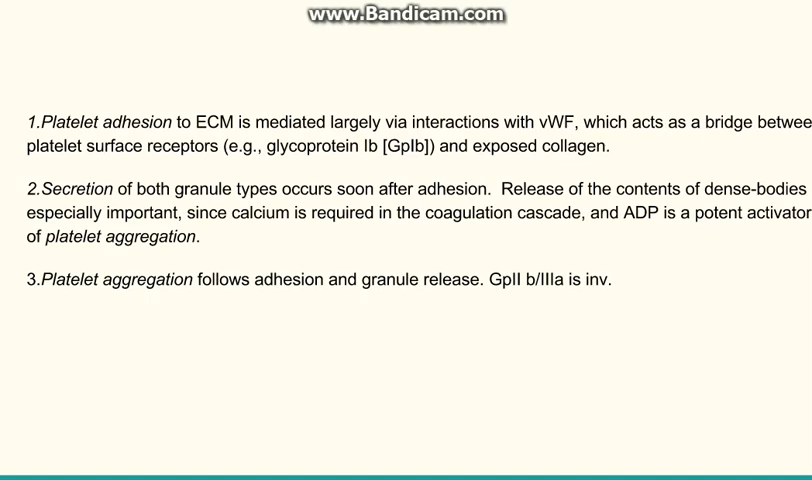 www.Bandicam.com
1.Platelet adhesion to ECM is mediated largely via interactions with vWF, which acts as a bridge betwee
platelet surface receptors (e.g., glycoprotein Ib [GpIb]) and exposed collagen.
2.Secretion of both granule types occurs soon after adhesion. Release of the contents of dense-bodies
especially important, since calcium is required in the coagulation cascade, and ADP is a potent activator
of platelet aggregation.
3.Platelet aggregation follows adhesion and granule release. GpII b/IIIa is inv.